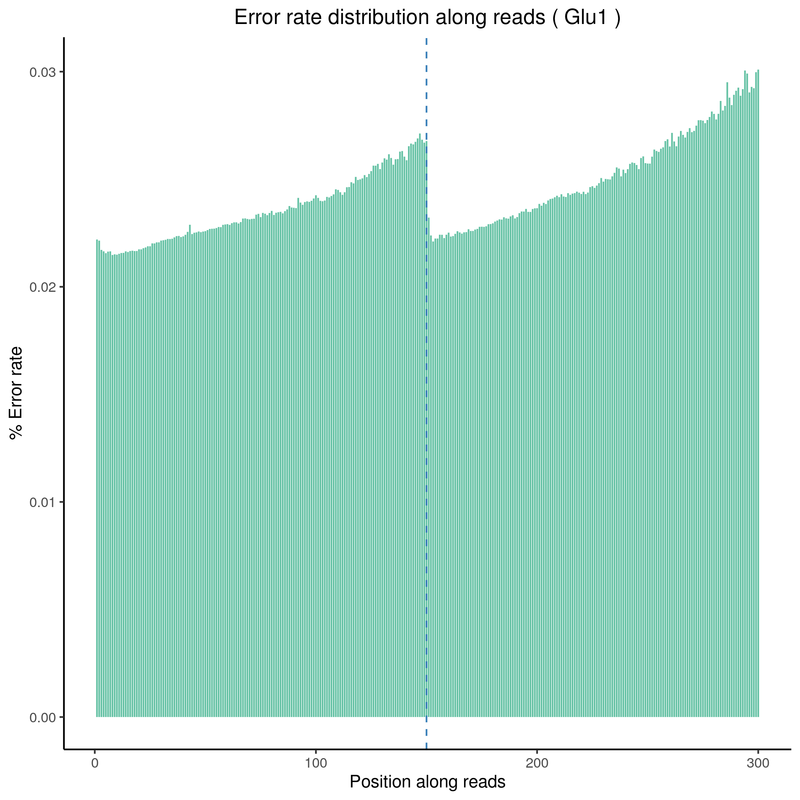 Error rate distribution along reads ( Glu1 )
% Error rate
0.03
0.02
0.01
0.00
0 100 200 300
Position along reads